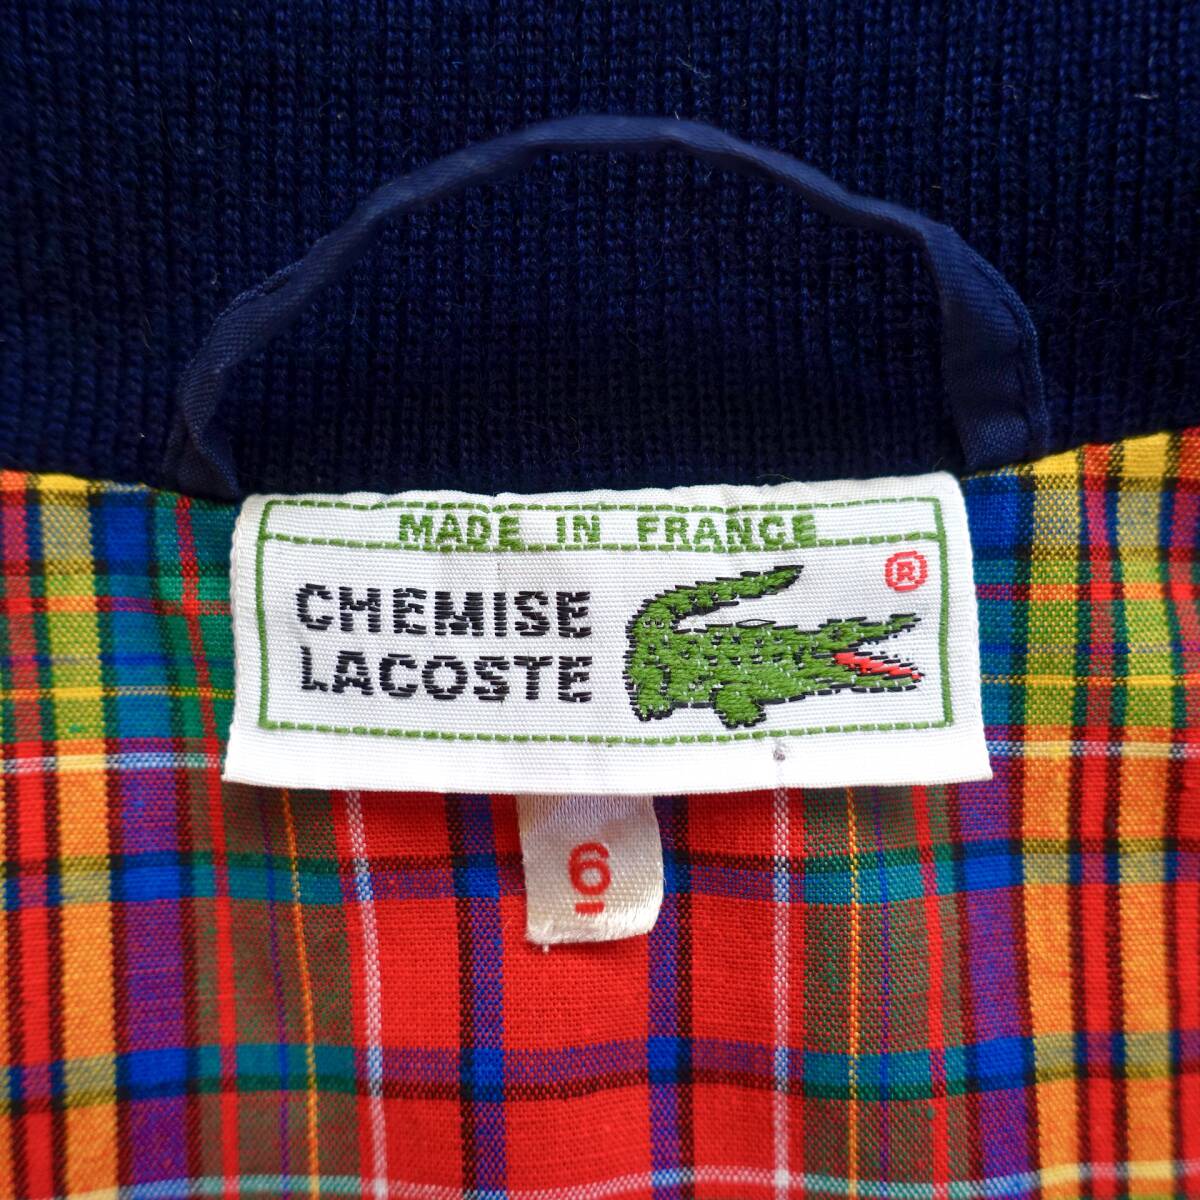 MADE IN FRANCE
CHEMISE
LACOSTE
®
6